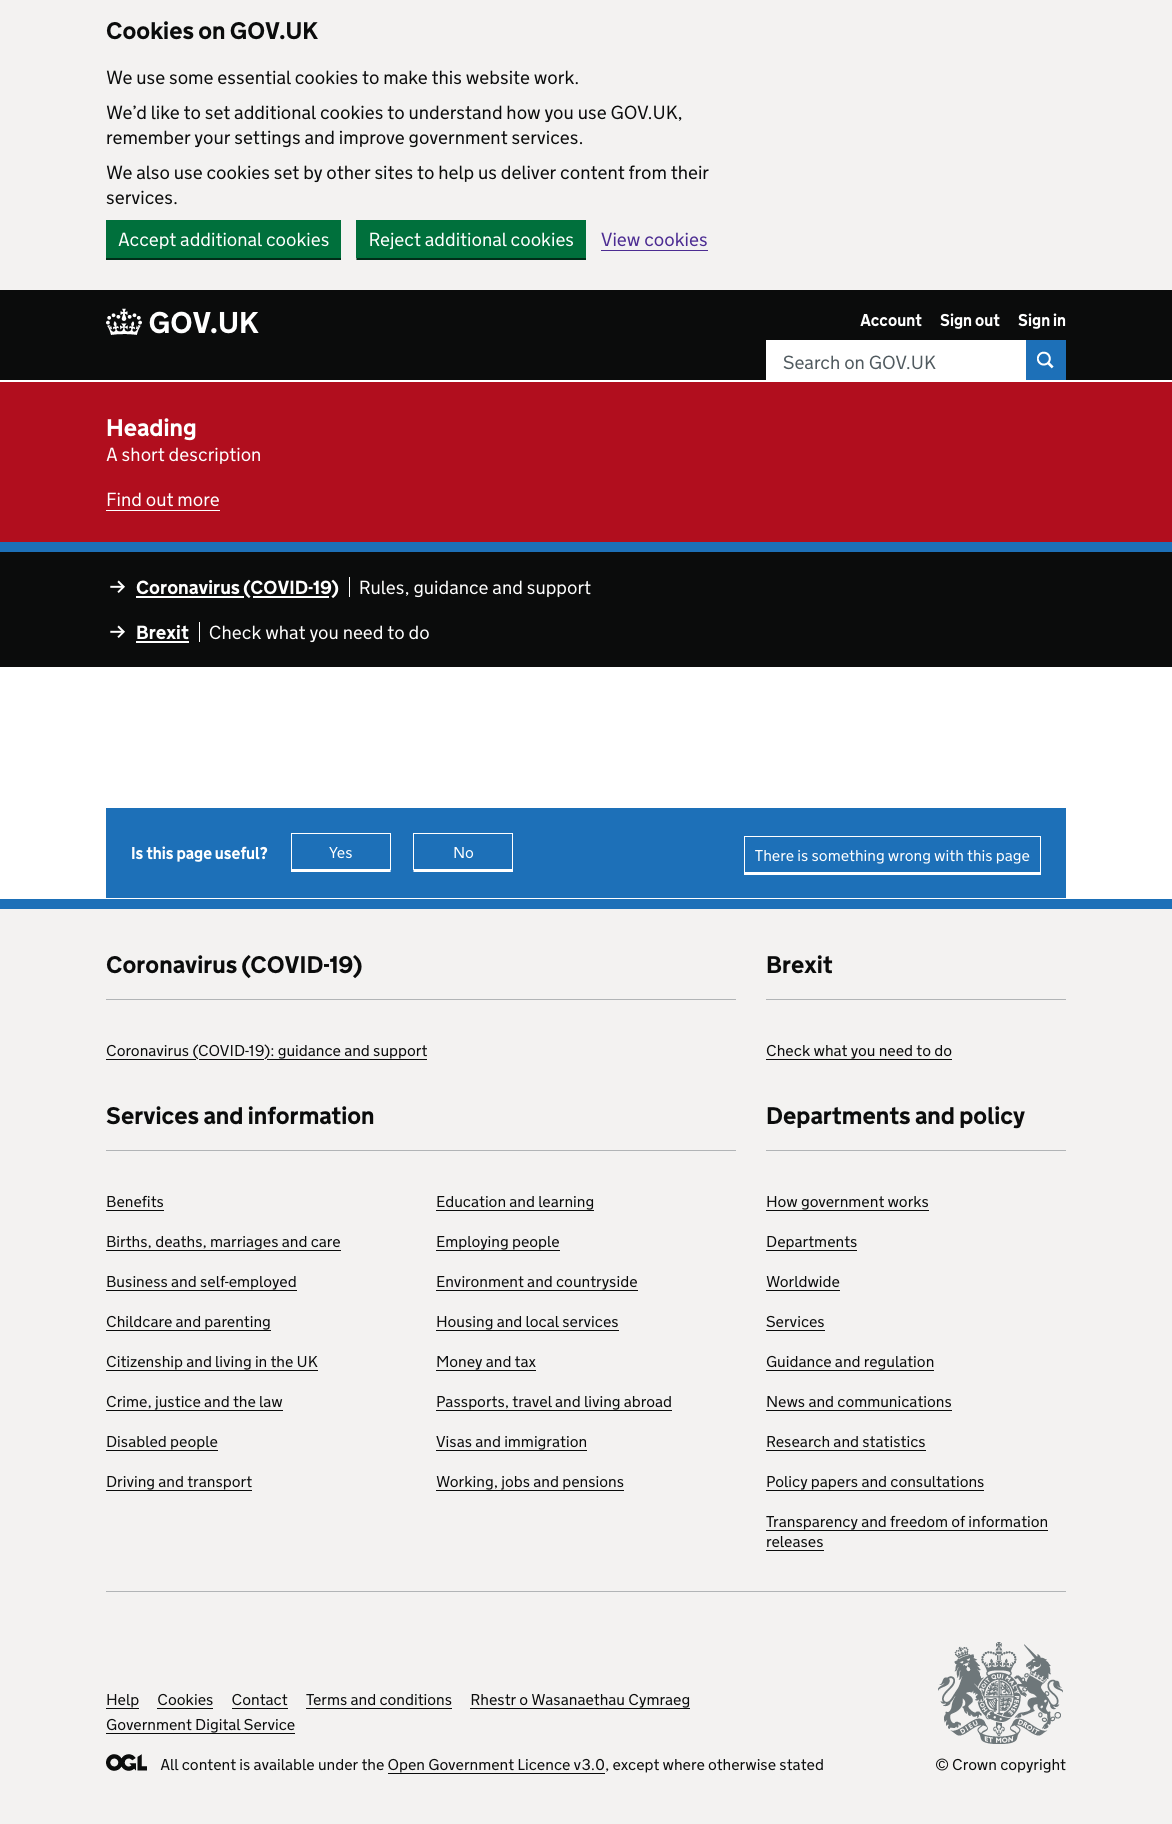 Cookies on GOV.UK
We use some essential cookies to make this website work.
We’d like to set additional cookies to understand how you use GOV.UK,
remember your settings and improve government services.
We also use cookies set by other sites to help us deliver content from their
services.
Accept additional cookies Reject additional cookies View cookies
GOV.UK
Account Sign out Sign in
Search on GOV.UK
Heading
A short description
Find out more
Coronavirus (COVID-19) Rules, guidance and support
Brexit Check what you need to do
Is this page useful? Yes No There is something wrong with this page
Coronavirus (COVID-19)
Coronavirus (COVID-19): guidance and support
Brexit
Check what you need to do
Services and information
Benefits
Births, deaths, marriages and care
Business and self-employed
Childcare and parenting
Citizenship and living in the UK
Crime, justice and the law
Disabled people
Driving and transport
Education and learning
Employing people
Environment and countryside
Housing and local services
Money and tax
Passports, travel and living abroad
Visas and immigration
Working, jobs and pensions
Departments and policy
How government works
Departments
Worldwide
Services
Guidance and regulation
News and communications
Research and statistics
Policy papers and consultations
Transparency and freedom of information
releases
Help Cookies Contact Terms and conditions Rhestr o Wasanaethau Cymraeg
Government Digital Service
OGL All content is available under the Open Government Licence v3.0, except where otherwise stated
DIEU ET MON DROIT
© Crown copyright